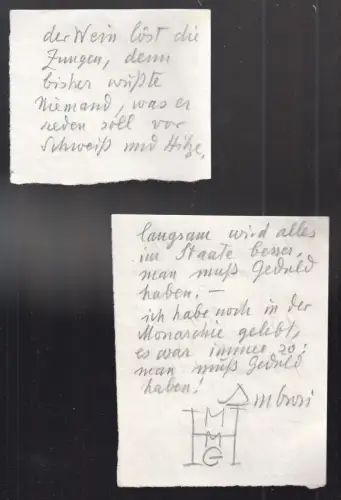 der Wein löst die
Zungen, denn
bisher wußte
Niemand, was er
reden soll vor
Schweiß und Hitze.
langsam wird alles
im Staate besser,
man muß Geduld
haben; —
ich habe noch in der
Monarchie gelebt,
es war immer so;
man muß Geduld
haben!